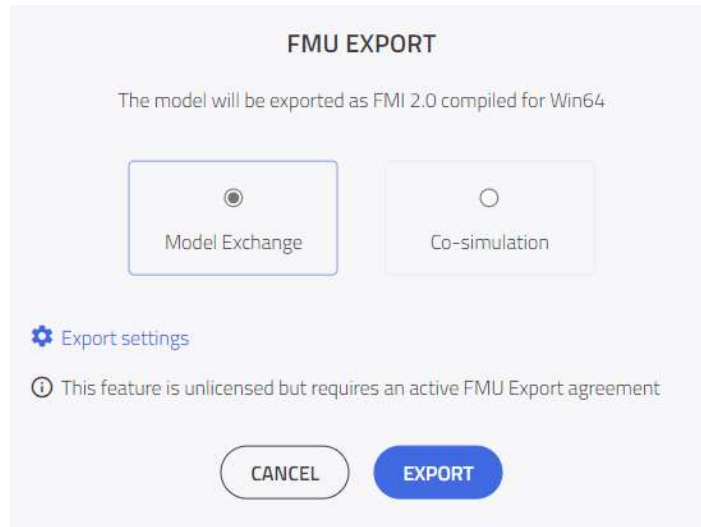 FMU EXPORT
The model will be exported as FMI 2.0 compiled for Win64
Model Exchange
Co-simulation
Export settings
This feature is unlicensed but requires an active FMU Export agreement
CANCEL
EXPORT